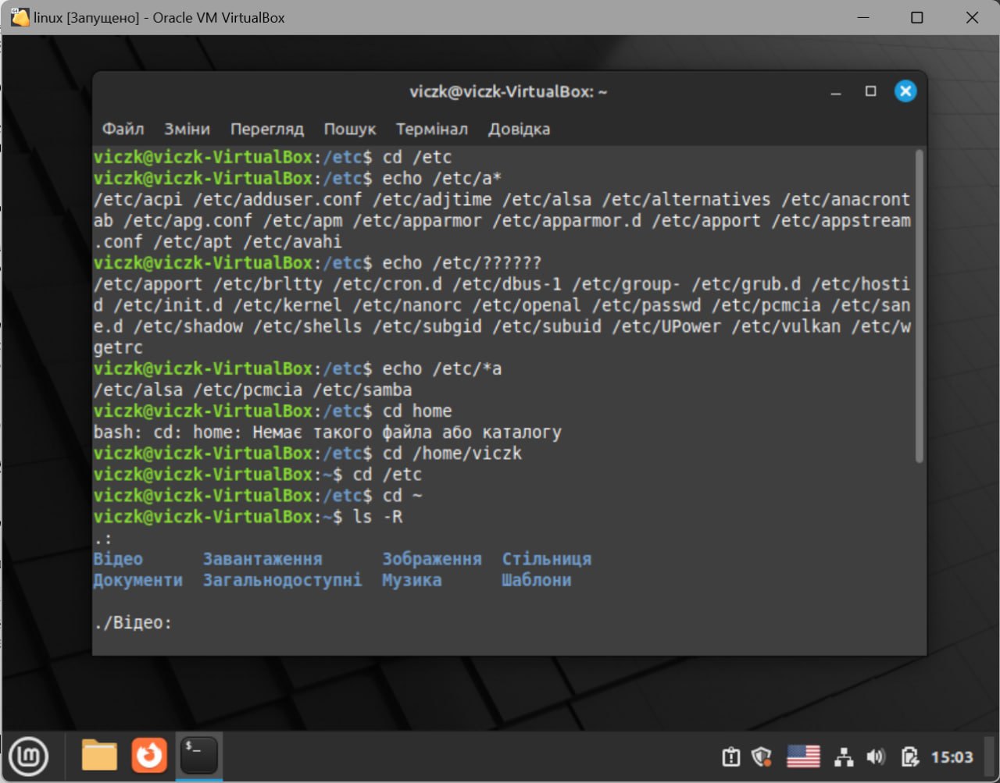 linux [Запущено] - Oracle VM VirtualBox
viczk@viczk-VirtualBox: ~
Файл Зміни Перегляд Пошук Термінал Довідка
viczk@viczk-VirtualBox:/etc$ cd /etc
viczk@viczk-VirtualBox:/etc$ echo /etc/a*
/etc/acpi /etc/adduser.conf /etc/adjtime /etc/alsa /etc/alternatives /etc/anacront
ab /etc/apg.conf /etc/apm /etc/apparmor /etc/apparmor.d /etc/apport /etc/appstream
.conf /etc/apt /etc/avahi
viczk@viczk-VirtualBox:/etc$ echo /etc/??????
/etc/apport /etc/brltty /etc/cron.d /etc/dbus-1 /etc/group- /etc/grub.d /etc/hosti
d /etc/init.d /etc/kernel /etc/nanorc /etc/openal /etc/passwd /etc/pcmcia /etc/san
e.d /etc/shadow /etc/shells /etc/subgid /etc/subuid /etc/UPower /etc/vulkan /etc/w
getrc
viczk@viczk-VirtualBox:/etc$ echo /etc/*a
/etc/alsa /etc/pcmcia /etc/samba
viczk@viczk-VirtualBox:/etc$ cd home
bash: cd: home: Немає такого файла або каталогу
viczk@viczk-VirtualBox:/etc$ cd /home/viczk
viczk@viczk-VirtualBox:~$ cd /etc
viczk@viczk-VirtualBox:/etc$ cd ~
viczk@viczk-VirtualBox:~$ ls -R
.:
Відео Завантаження Зображення Стільниця
Документи Загальнодоступні Музика Шаблони
./Відео:
$_
15:03